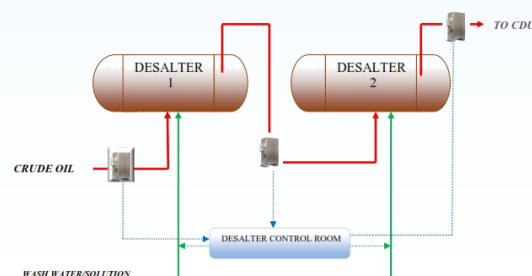 TO CDU
DESALTER
1
DESALTER
2
CRUDE OIL
DESALTER CONTROL ROOM
WASH WATER/SOLUTION